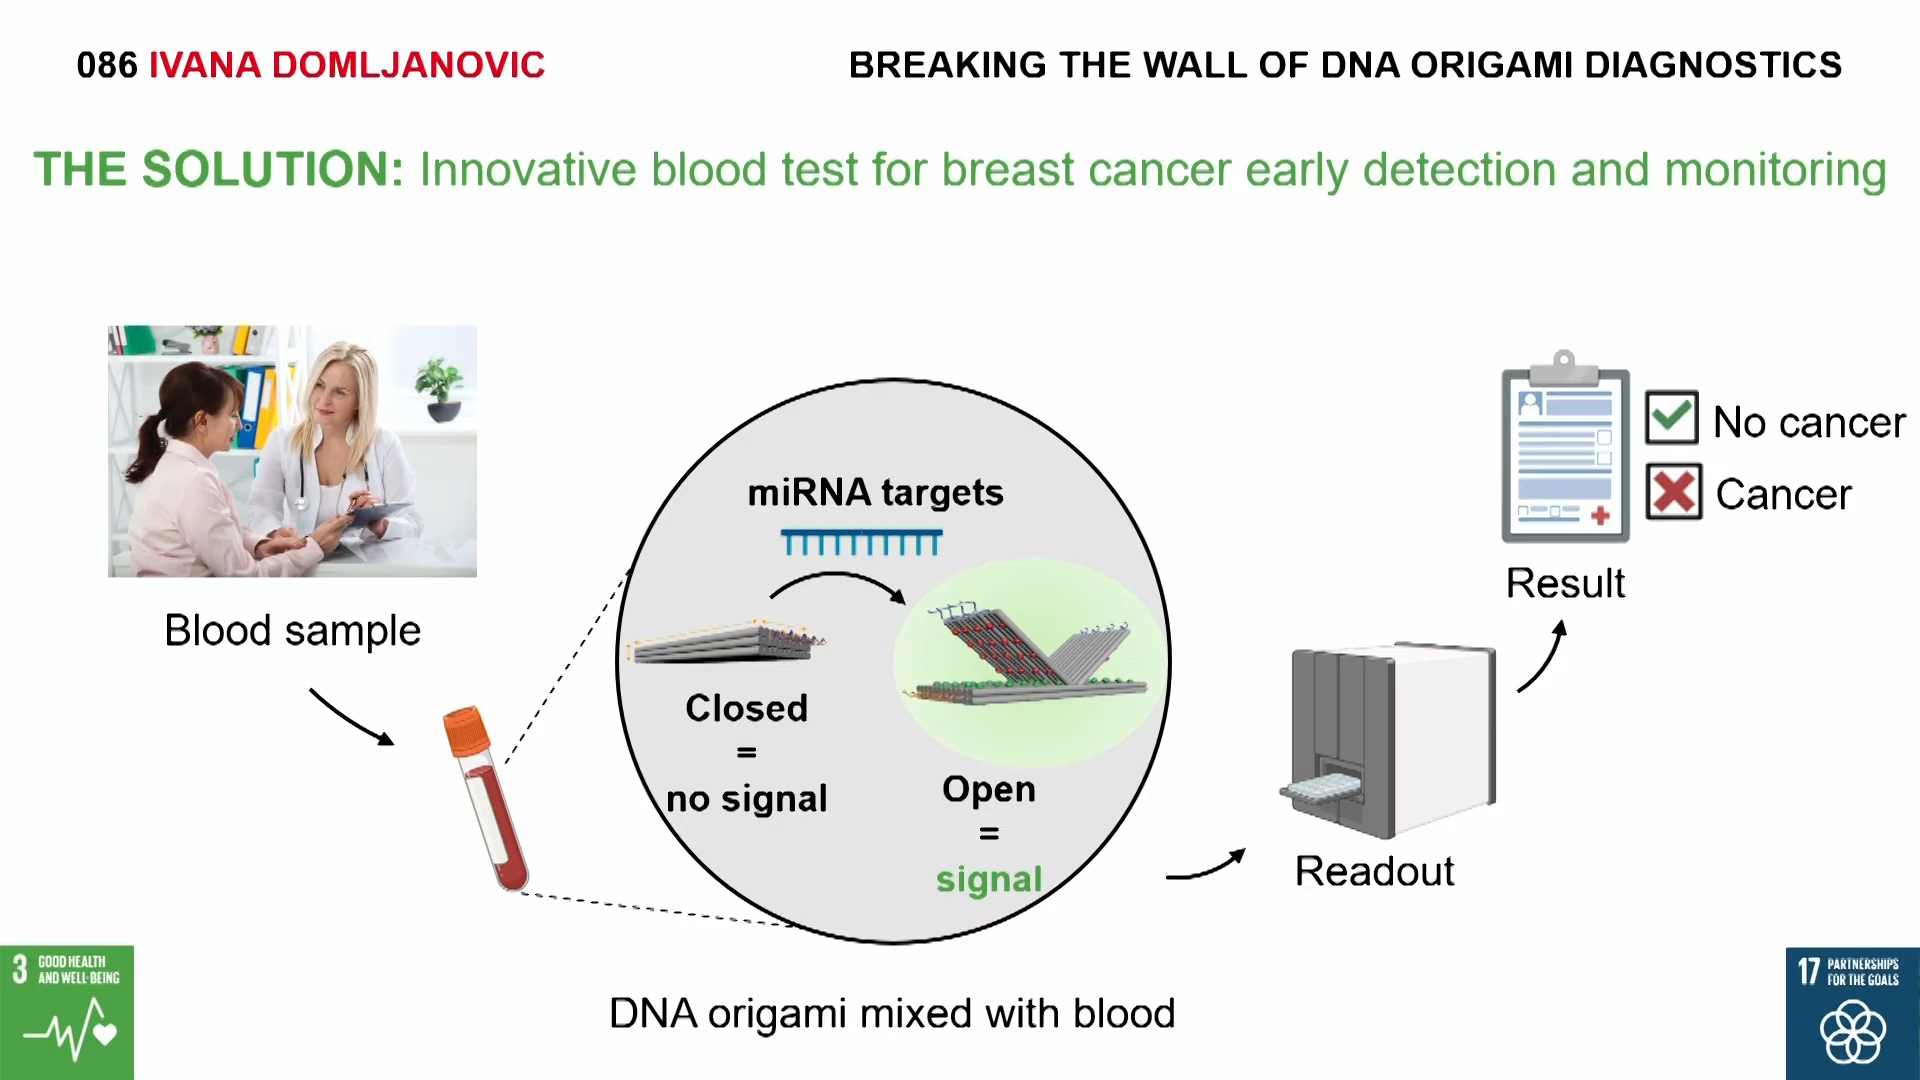 086 IVANA DOMLJANOVIC
BREAKING THE WALL OF DNA ORIGAMI DIAGNOSTICS
THE SOLUTION: Innovative blood test for breast cancer early detection and monitoring
Blood sample
miRNA targets
Closed
=
no signal
Open
=
signal
DNA origami mixed with blood
Readout
Result
No cancer
Cancer
3 GOOD HEALTH
AND WELL-BEING
17 PARTNERSHIPS
FOR THE GOALS